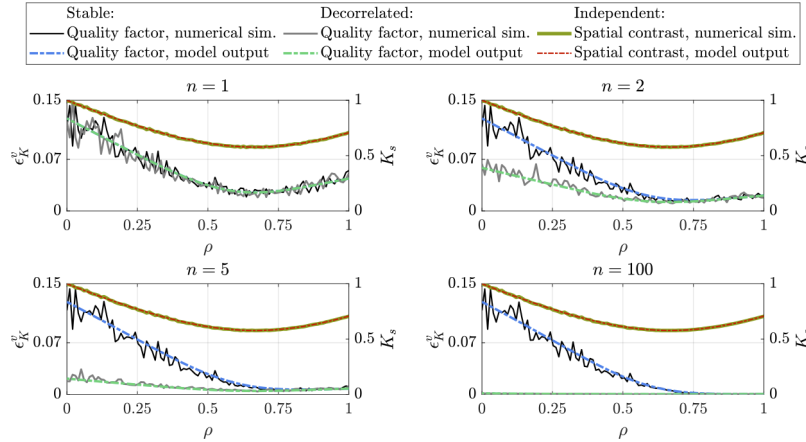 Stable: Decorrelated: Independent:
Quality factor, numerical sim. Quality factor, numerical sim. Spatial contrast, numerical sim.
Quality factor, model output Quality factor, model output Spatial contrast, model output
n = 1
0.15
0.07
0
ϵ_K^v
1
0.5
0
K_s
0 0.25 0.5 0.75 1
ρ
n = 2
0.15
0.07
0
ϵ_K^v
1
0.5
0
0 0.25 0.5 0.75 1
ρ
n = 5
0.15
0.07
0
ϵ_K^v
1
0.5
0
K_s
0 0.25 0.5 0.75 1
ρ
n = 100
0.15
0.07
0
ϵ_K^v
1
0.5
0
0 0.25 0.5 0.75 1
ρ